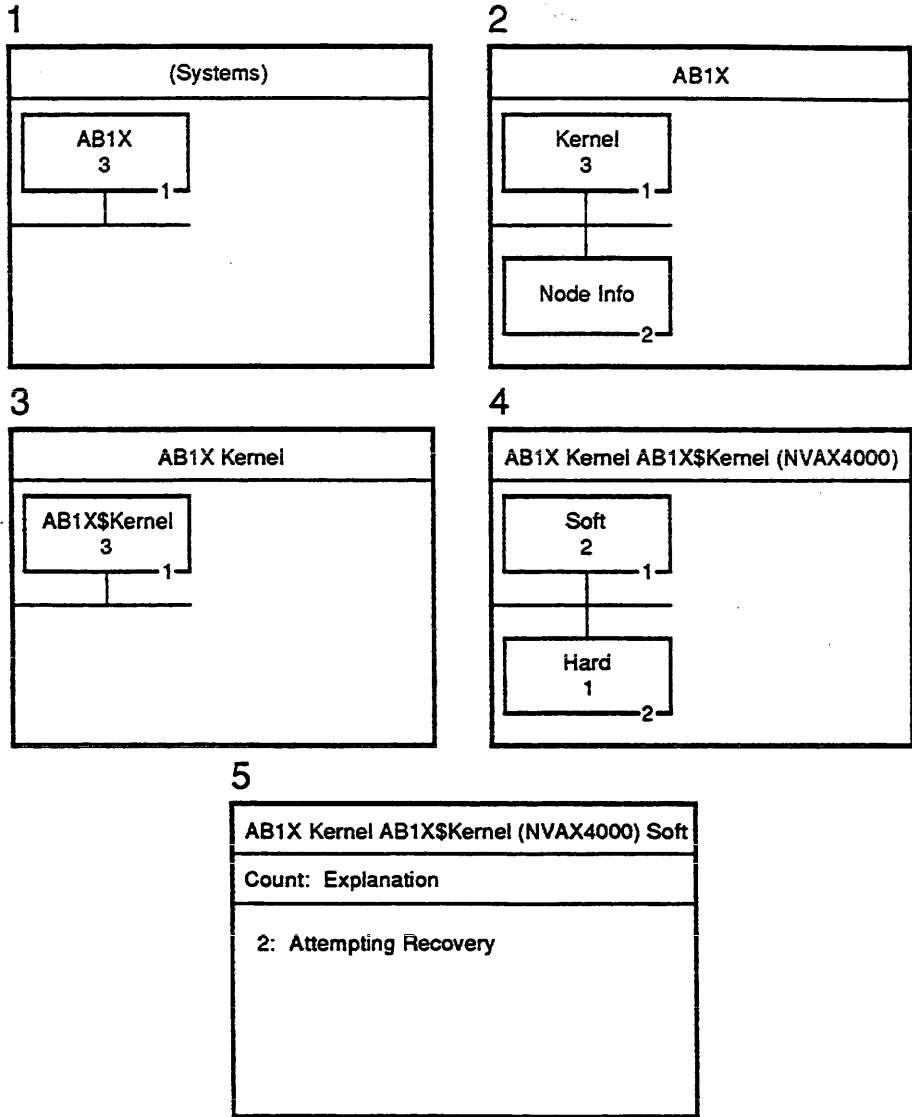 1
(Systems)
AB1X
3
1
2
AB1X
Kernel
3
1
Node Info
2
3
AB1X Kernel
AB1X$Kernel
3
1
4
AB1X Kernel AB1X$Kernel (NVAX4000)
Soft
2
1
Hard
1
2
5
AB1X Kernel AB1X$Kernel (NVAX4000) Soft
Count: Explanation
2: Attempting Recovery